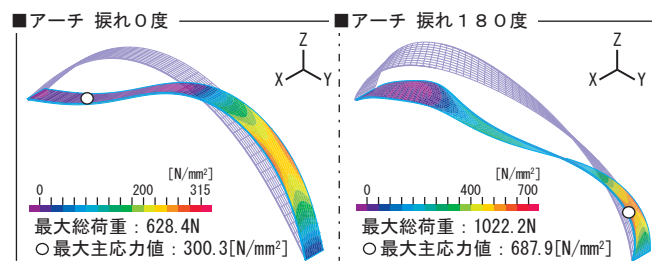 ■アーチ 捩れ０度
Z
X
Y
[N/mm²]
0 200 315
最大総荷重：628.4N
○最大主応力値：300.3[N/mm²]
■アーチ 捩れ１８０度
Z
X
Y
[N/mm²]
0 400 700
最大総荷重：1022.2N
○最大主応力値：687.9[N/mm²]